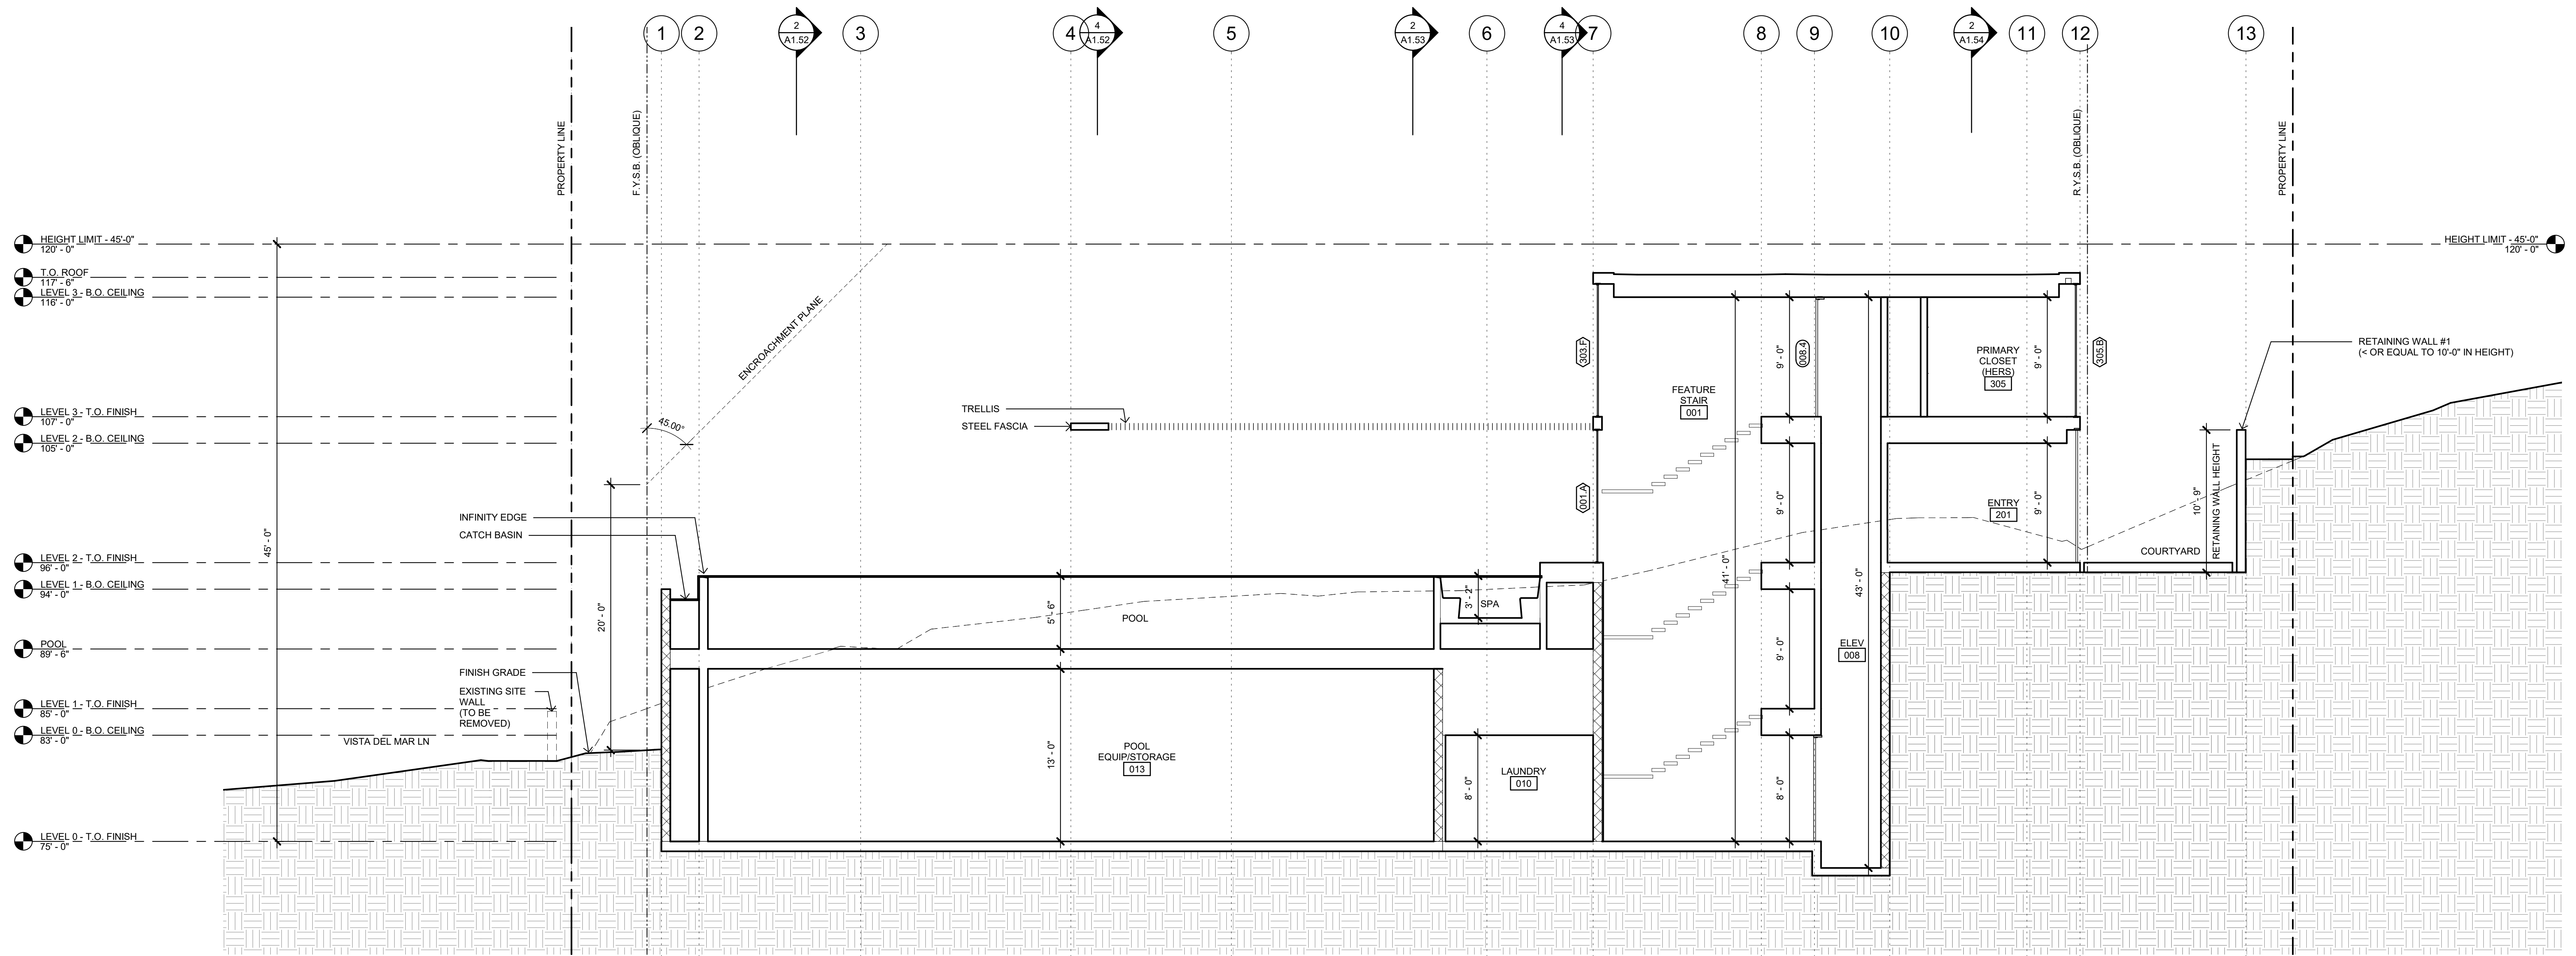 1
2
2
A1.52
3
4
4
A1.52
5
2
A1.53
6
4
A1.53
7
8
9
10
2
A1.54
11
12
13
PROPERTY LINE
F.Y.S.B. (OBLIQUE)
R.Y.S.B. (OBLIQUE)
PROPERTY LINE
HEIGHT LIMIT - 45'-0"
120' - 0"
HEIGHT LIMIT - 45'-0"
120' - 0"
T.O. ROOF
117' - 6"
LEVEL 3 - B.O. CEILING
116' - 0"
LEVEL 3 - T.O. FINISH
107' - 0"
LEVEL 2 - B.O. CEILING
105' - 0"
LEVEL 2 - T.O. FINISH
96' - 0"
LEVEL 1 - B.O. CEILING
94' - 0"
POOL
89' - 6"
LEVEL 1 - T.O. FINISH
85' - 0"
LEVEL 0 - B.O. CEILING
83' - 0"
LEVEL 0 - T.O. FINISH
75' - 0"
45' - 0"
VISTA DEL MAR LN
INFINITY EDGE
CATCH BASIN
FINISH GRADE
EXISTING SITE
WALL
(TO BE
REMOVED)
20' - 0"
45.00°
ENCROACHMENT PLANE
TRELLIS
STEEL FASCIA
5' - 6"
POOL
3' - 2"
SPA
13' - 0"
POOL
EQUIP/STORAGE
013
8' - 0"
LAUNDRY
010
303.F
001.A
FEATURE
STAIR
001
41' - 0"
9' - 0"
008.4
9' - 0"
9' - 0"
8' - 0"
43' - 0"
ELEV
008
PRIMARY
CLOSET
(HERS)
305
9' - 0"
305.B
ENTRY
201
9' - 0"
COURTYARD
10' - 9"
RETAINING WALL HEIGHT
RETAINING WALL #1
(< OR EQUAL TO 10'-0" IN HEIGHT)